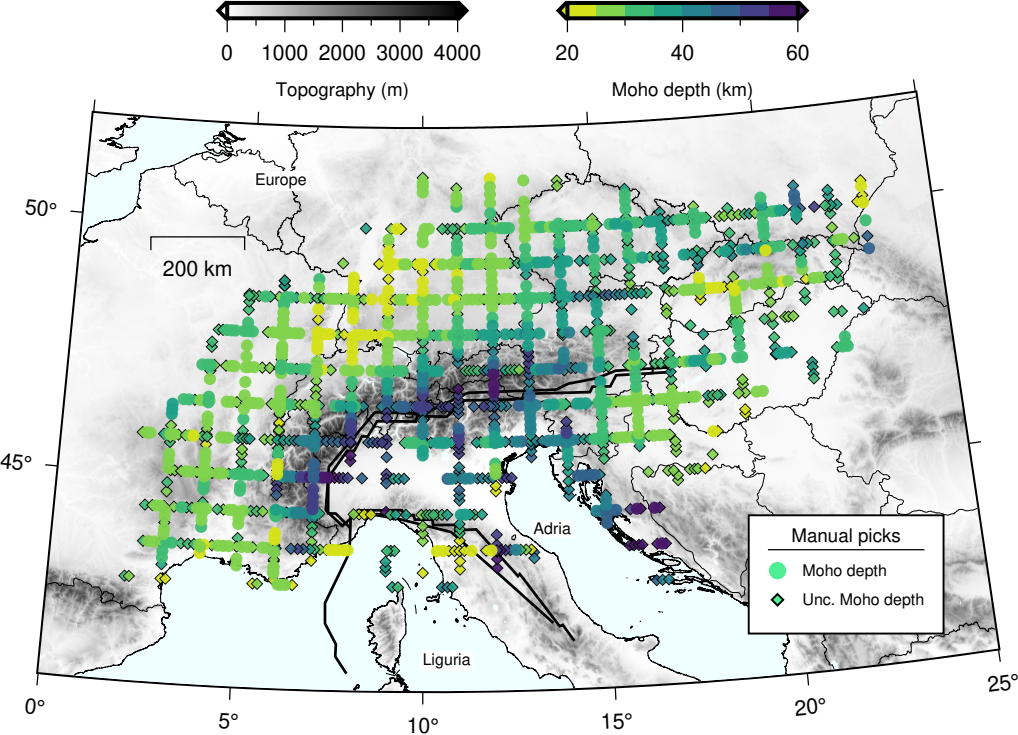 0 1000 2000 3000 4000
Topography (m)
20 40 60
Moho depth (km)
Europe
50°
200 km
45°
Adria
Manual picks
Moho depth
Unc. Moho depth
Liguria
0° 5° 10° 15° 20° 25°